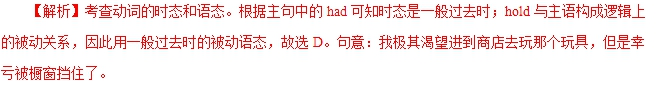 【解析】考查动词的时态和语态。根据主句中的 had 可知时态是一般过去时；hold 与主语构成逻辑上
的被动关系，因此用一般过去时的被动语态，故选 D。句意：我极其渴望进到商店去玩那个玩具，但是幸
亏被橱窗挡住了。